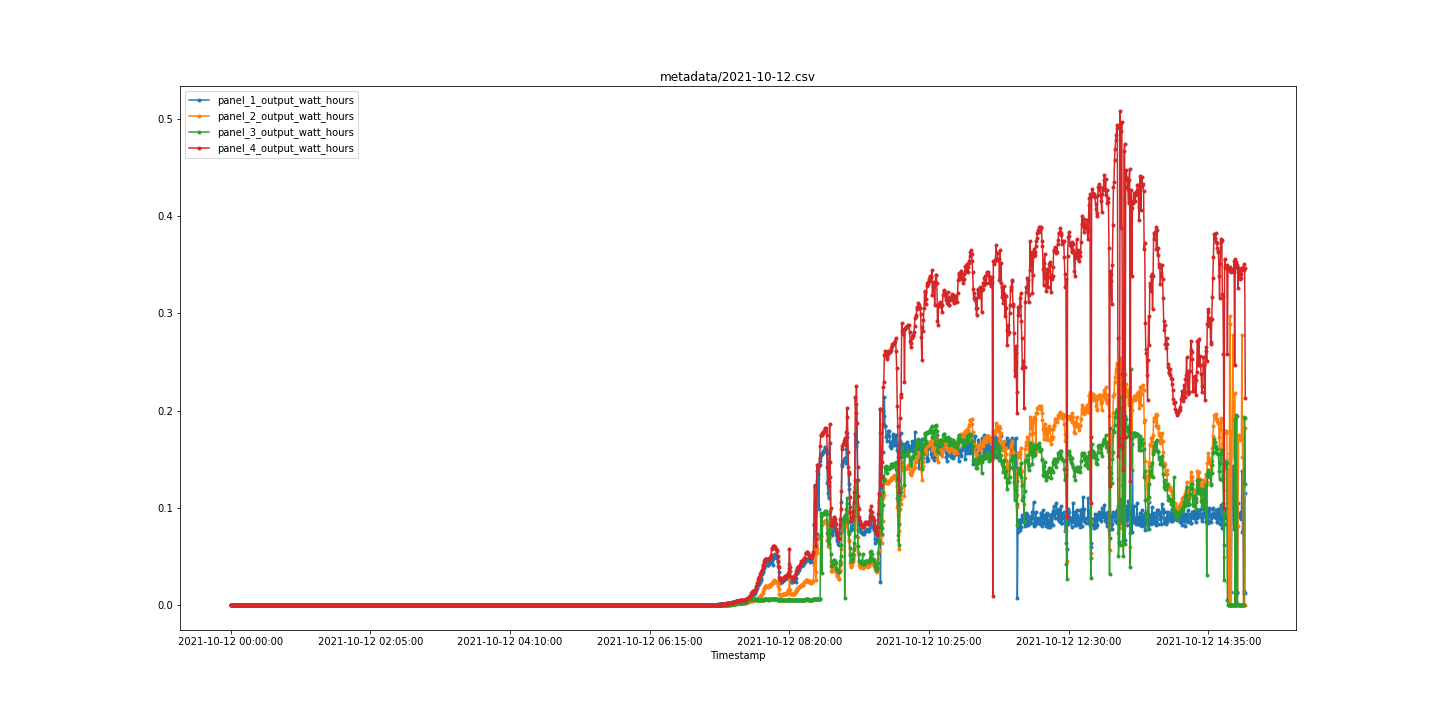 metadata/2021-10-12.csv
panel_1_output_watt_hours
panel_2_output_watt_hours
panel_3_output_watt_hours
panel_4_output_watt_hours
0.5
0.4
0.3
0.2
0.1
0.0
2021-10-12 00:00:00 2021-10-12 02:05:00 2021-10-12 04:10:00 2021-10-12 06:15:00 2021-10-12 08:20:00 2021-10-12 10:25:00 2021-10-12 12:30:00 2021-10-12 14:35:00
Timestamp